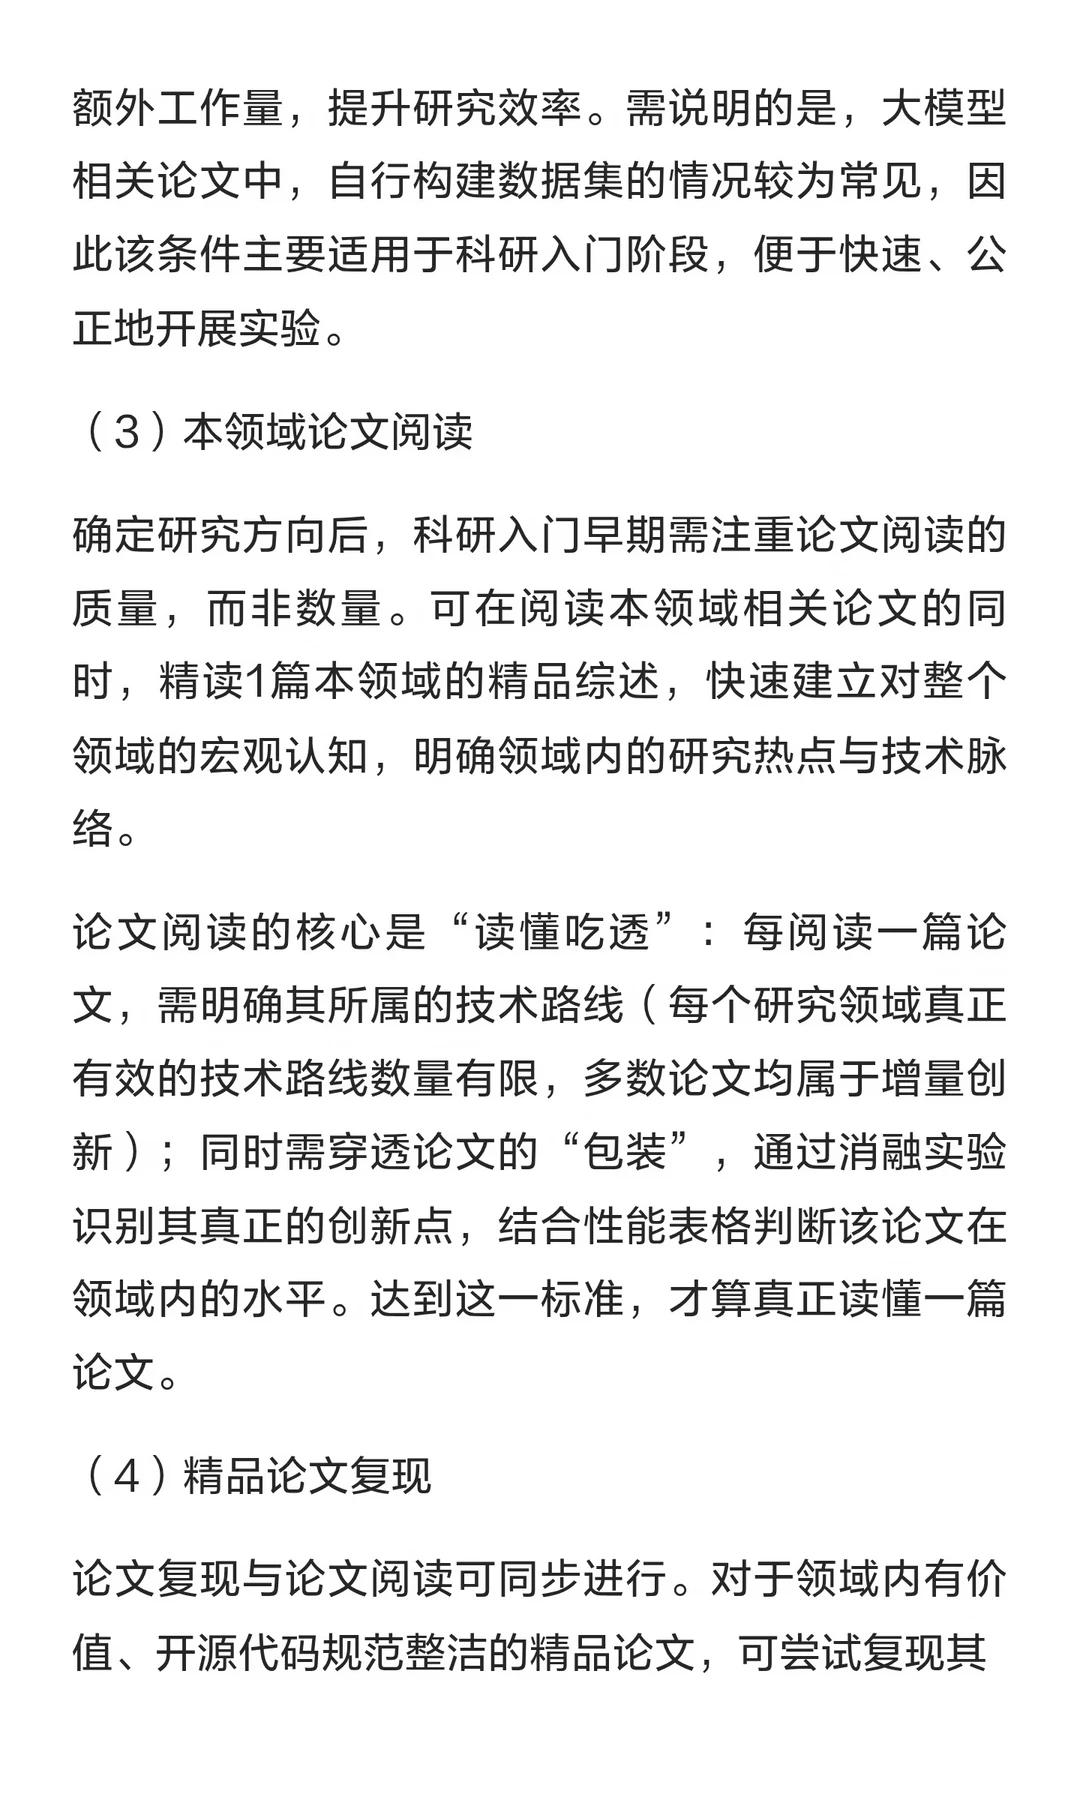 额外工作量，提升研究效率。需说明的是，大模型
相关论文中，自行构建数据集的情况较为常见，因
此该条件主要适用于科研入门阶段，便于快速、公
正地开展实验。
（3）本领域论文阅读
确定研究方向后，科研入门早期需注重论文阅读的
质量，而非数量。可在阅读本领域相关论文的同
时，精读1篇本领域的精品综述，快速建立对整个
领域的宏观认知，明确领域内的研究热点与技术脉
络。
论文阅读的核心是“读懂吃透”：每阅读一篇论
文，需明确其所属的技术路线（每个研究领域真正
有效的技术路线数量有限，多数论文均属于增量创
新）；同时需穿透论文的“包装”，通过消融实验
识别其真正的创新点，结合性能表格判断该论文在
领域内的水平。达到这一标准，才算真正读懂一篇
论文。
（4）精品论文复现
论文复现与论文阅读可同步进行。对于领域内有价
值、开源代码规范整洁的精品论文，可尝试复现其